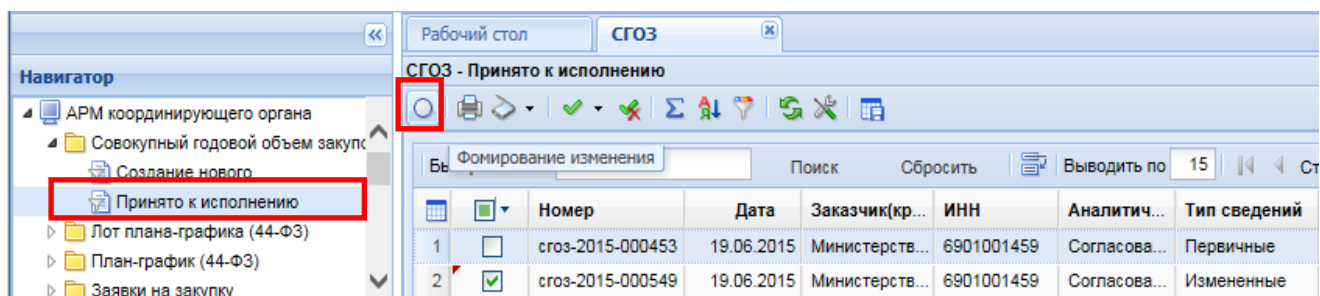 Рабочий стол
СГОЗ
Навигатор
СГОЗ - Принято к исполнению
АРМ координирующего органа
Совокупный годовой объем закупо
Создание нового
Принято к исполнению
Лот плана-графика (44-ФЗ)
План-график (44-ФЗ)
Заявки на закупку
Фомирование изменения
Бы
Поиск
Сбросить
Выводить по
15
Ст
Номер Дата Заказчик(кр... ИНН Аналитич... Тип сведений
1 сгоз-2015-000453 19.06.2015 Министерств... 6901001459 Согласова... Первичные
2 сгоз-2015-000549 19.06.2015 Министерств... 6901001459 Согласова... Измененные